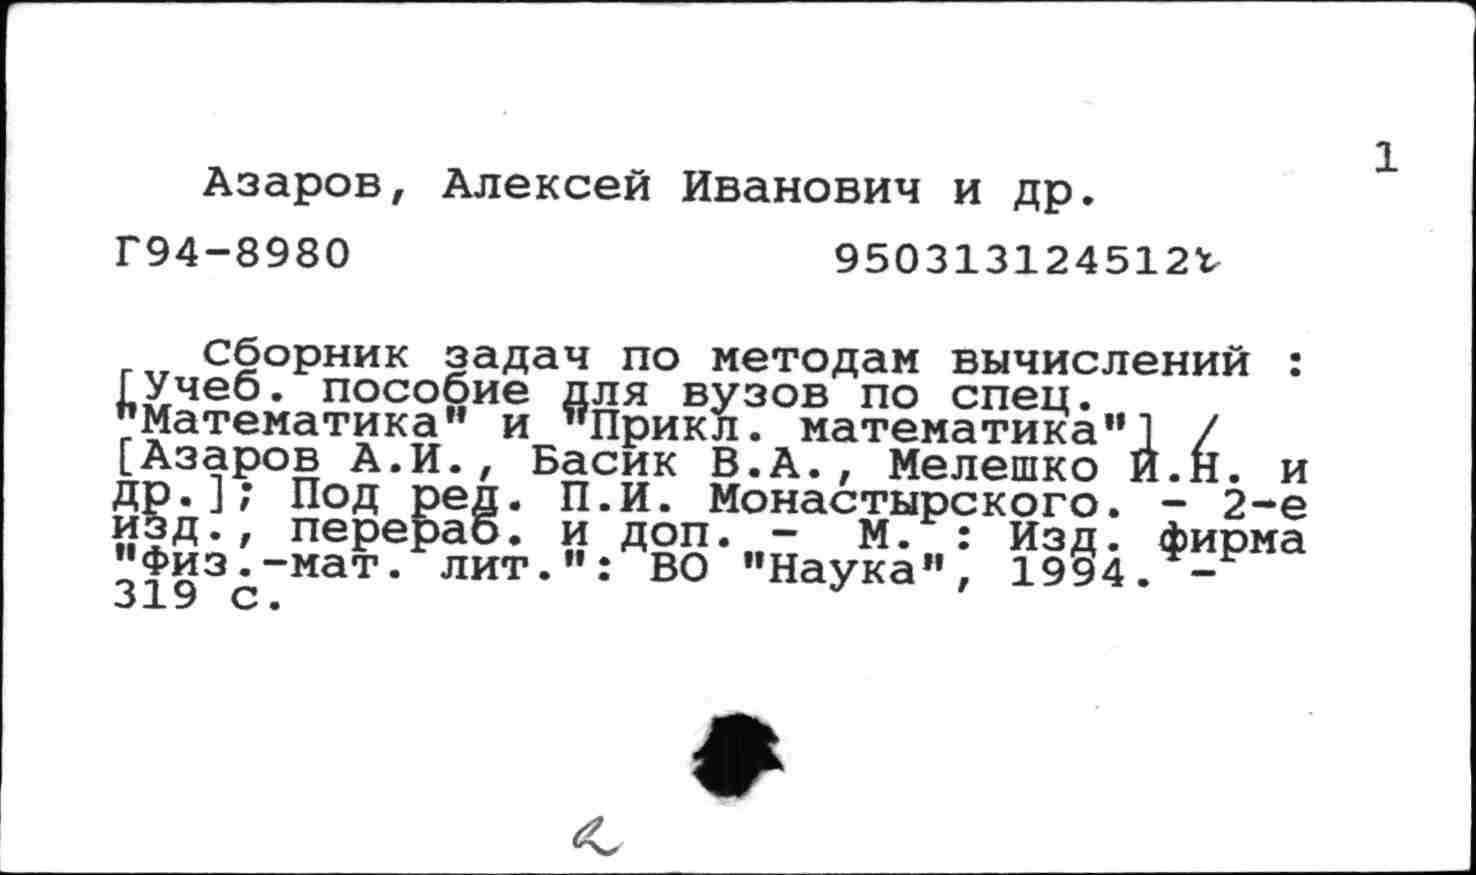 1
Азаров, Алексей Иванович и др.
Г94-8980 950313124512
Сборник задач по методам вычислений :
[Учеб. пособие для вузов по спец.
"Математика" и "Прикл. математика"] /
[Азаров А.И., Басик В.А., Мелешко И.Н. и
др.]; Под ред. П.И. Монастырского. - 2-е
изд., перераб. и доп. - М. : Изд. фирма
"Физ.-мат. лит.": ВО "Наука", 1994. -
319 с.